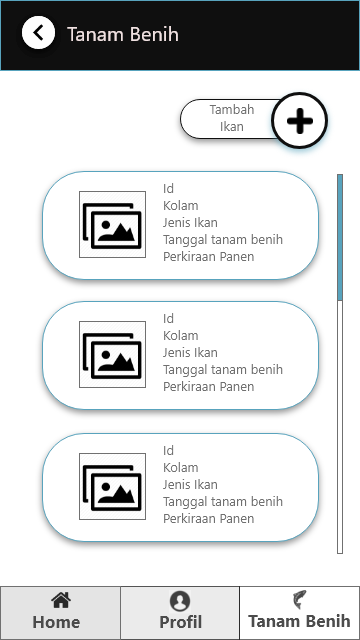 Tanam Benih
Tambah
Ikan
Id
Kolam
Jenis Ikan
Tanggal tanam benih
Perkiraan Panen
Id
Kolam
Jenis Ikan
Tanggal tanam benih
Perkiraan Panen
Id
Kolam
Jenis Ikan
Tanggal tanam benih
Perkiraan Panen
Home
Profil
Tanam Benih